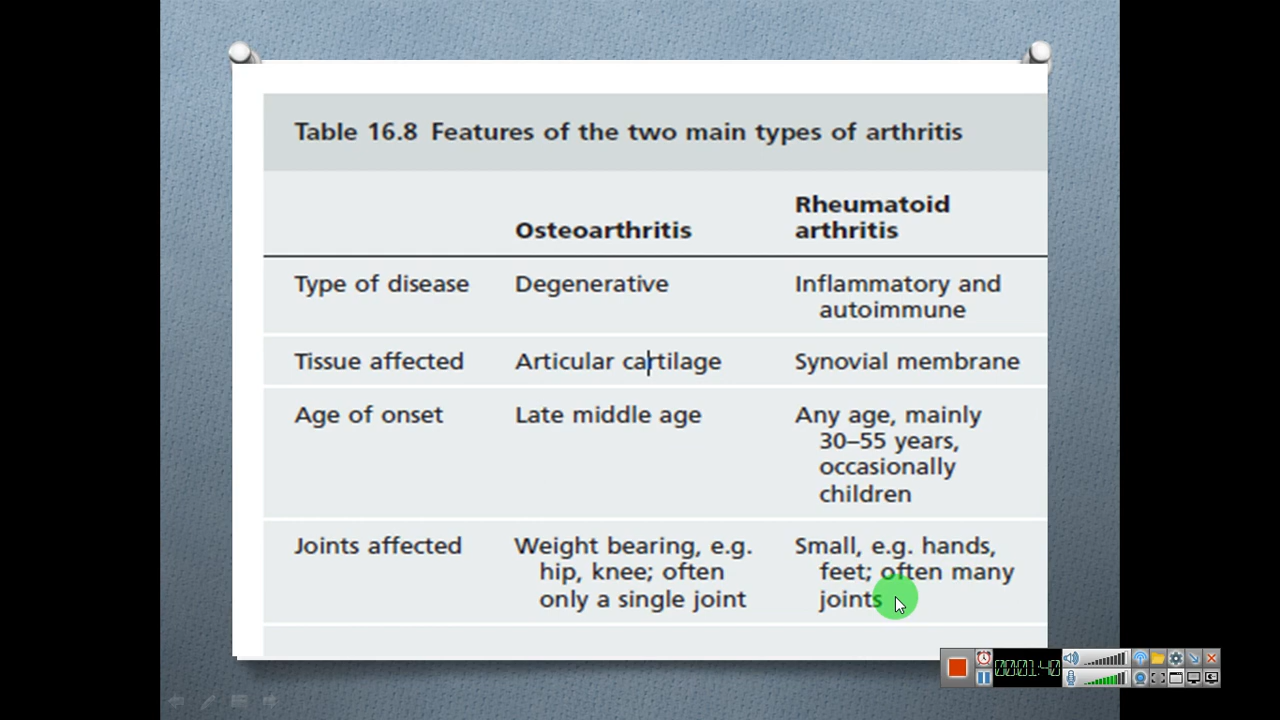 Table 16.8 Features of the two main types of arthritis
Osteoarthritis
Rheumatoid
arthritis
Type of disease
Degenerative
Inflammatory and
autoimmune
Tissue affected
Articular cartilage
Synovial membrane
Age of onset
Late middle age
Any age, mainly
30–55 years,
occasionally
children
Joints affected
Weight bearing, e.g.
hip, knee; often
only a single joint
Small, e.g. hands,
feet; often many
joints
00:01:40